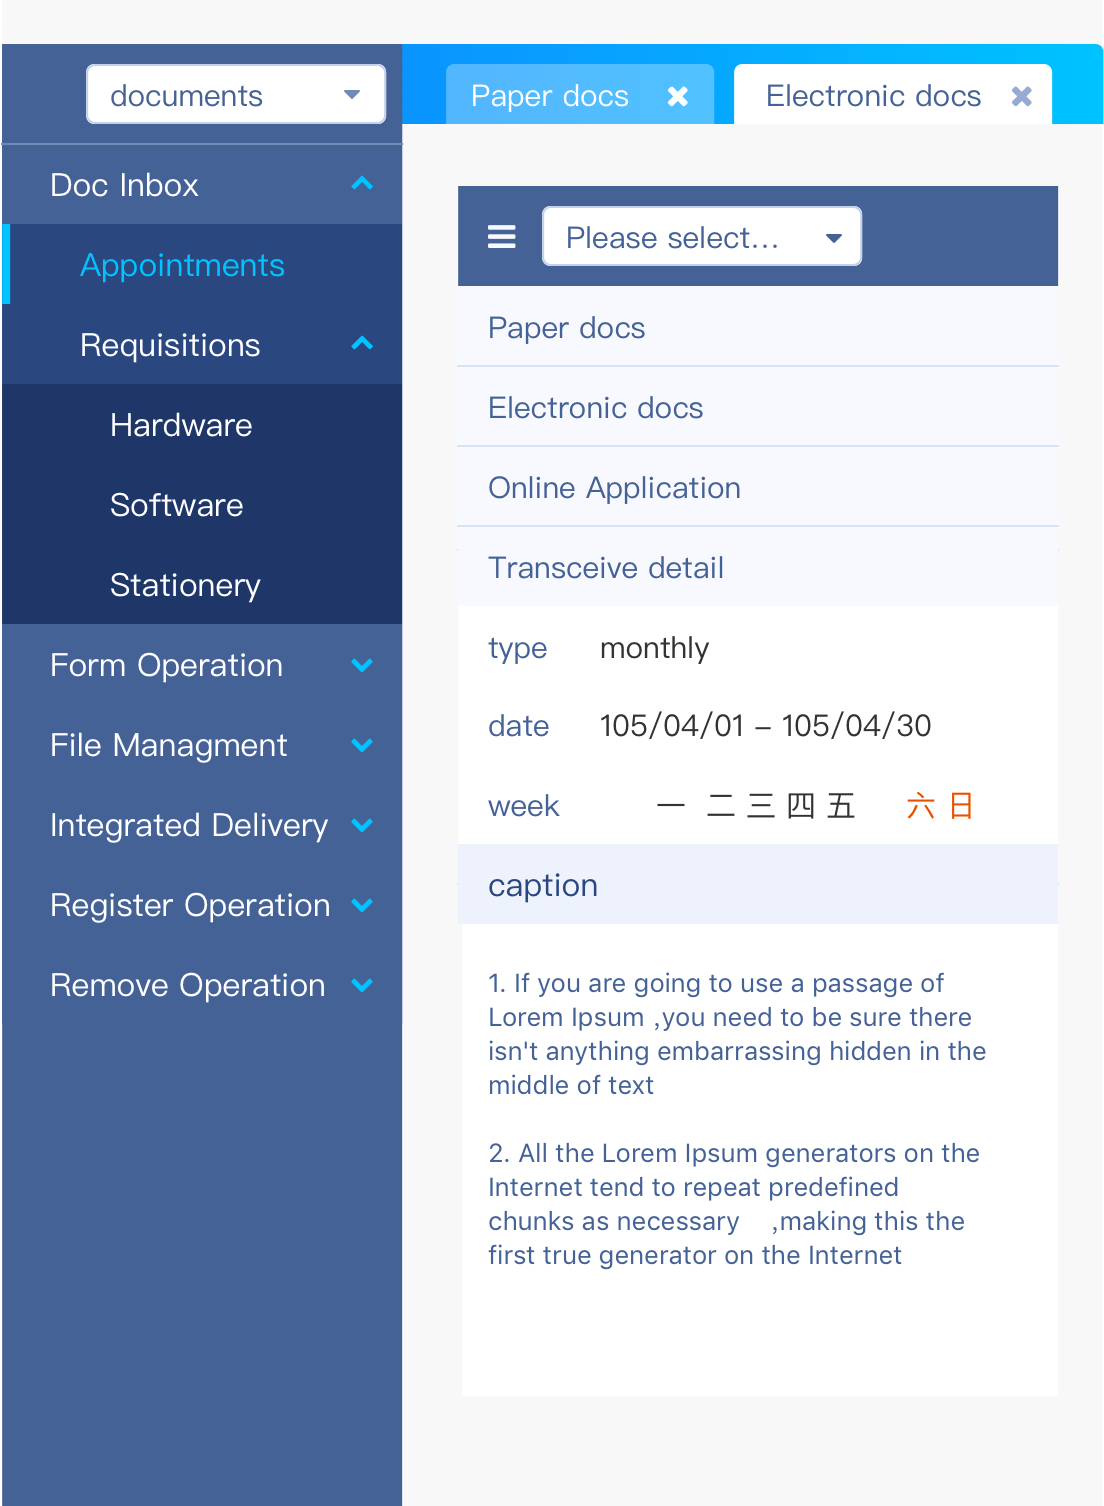 documents
Paper docs
Electronic docs
Doc Inbox
Appointments
Requisitions
Hardware
Software
Stationery
Form Operation
File Managment
Integrated Delivery
Register Operation
Remove Operation
Please select...
Paper docs
Electronic docs
Online Application
Transceive detail
type monthly
date 105/04/01 – 105/04/30
week 一 二 三 四 五 六 日
caption
1. If you are going to use a passage of
Lorem Ipsum ,you need to be sure there
isn't anything embarrassing hidden in the
middle of text
2. All the Lorem Ipsum generators on the
Internet tend to repeat predefined
chunks as necessary ,making this the
first true generator on the Internet